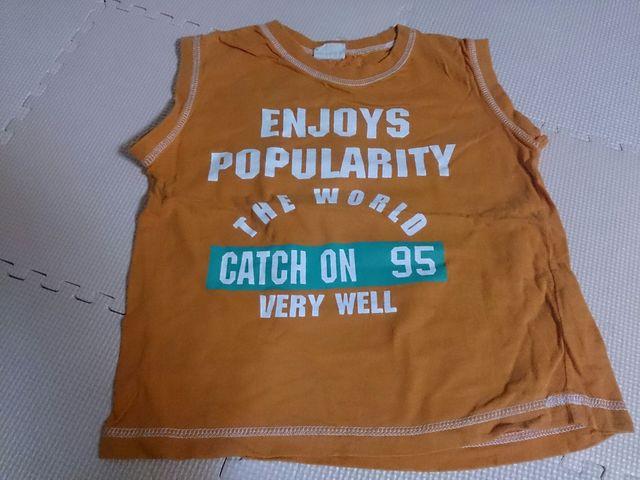 ENJOYS
POPULARITY
THE WORLD
CATCH ON 95
VERY WELL